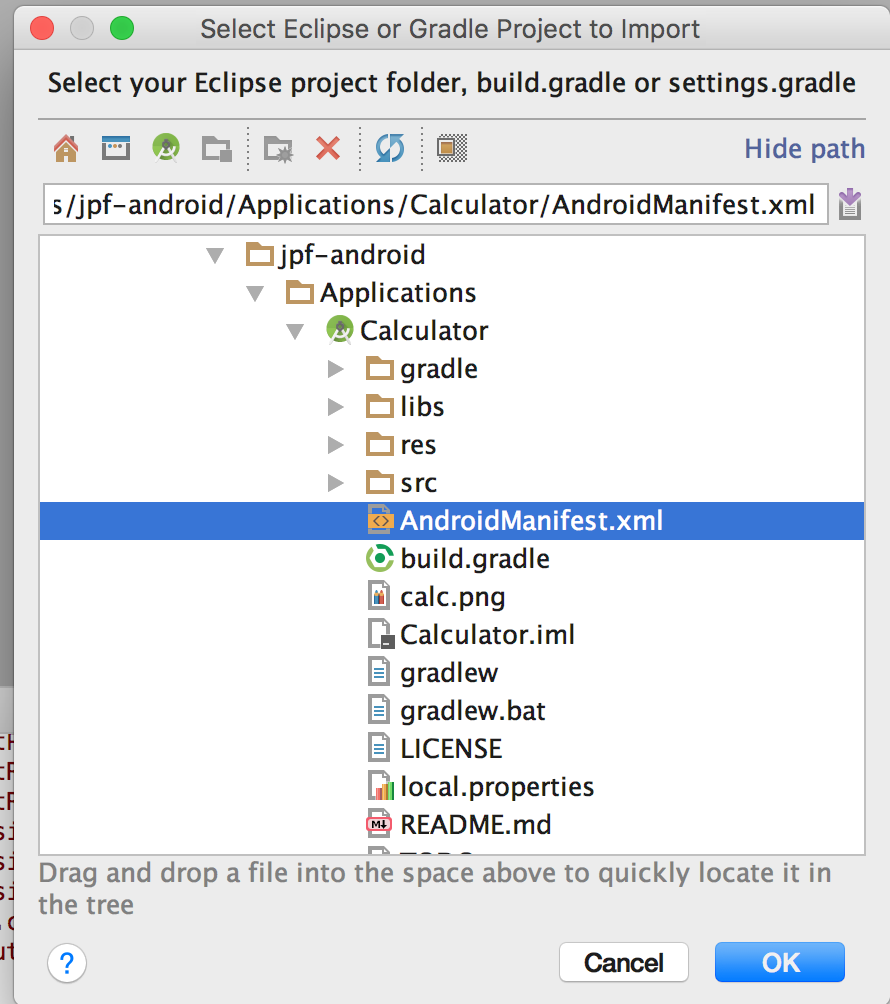 Select Eclipse or Gradle Project to Import
Select your Eclipse project folder, build.gradle or settings.gradle
Hide path
s/jpf-android/Applications/Calculator/AndroidManifest.xml
jpf-android
Applications
Calculator
gradle
libs
res
src
AndroidManifest.xml
build.gradle
calc.png
Calculator.iml
gradlew
gradlew.bat
LICENSE
local.properties
M↓ README.md
Drag and drop a file into the space above to quickly locate it in
the tree
? Cancel OK